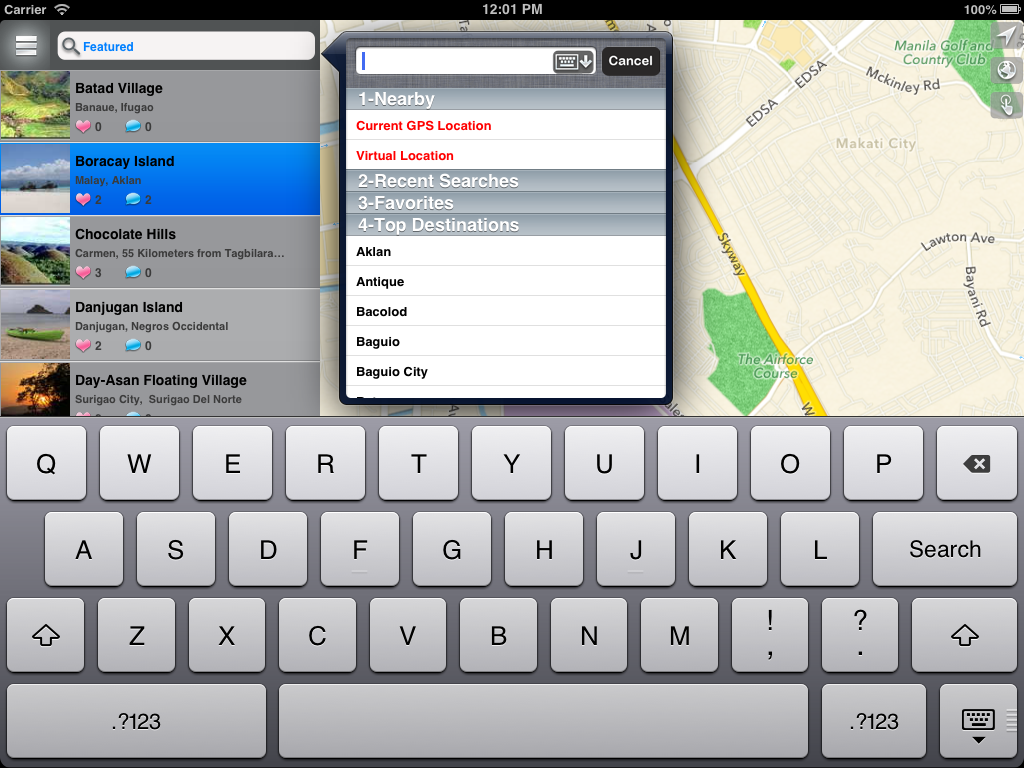 Carrier 12:01 PM 100%
Featured
Cancel
Batad Village
Banaue, Ifugao
0 0
Boracay Island
Malay, Aklan
2 2
Chocolate Hills
Carmen, 55 Kilometers from Tagbilara...
3 0
Danjugan Island
Danjugan, Negros Occidental
2 0
Day-Asan Floating Village
Surigao City, Surigao Del Norte
1-Nearby
Current GPS Location
Virtual Location
2-Recent Searches
3-Favorites
4-Top Destinations
Aklan
Antique
Bacolod
Baguio
Baguio City
Manila Golf and
Country Club
EDSA
McKinley Rd
EDSA
Makati City
Skyway
Lawton Ave
Bayani Rd
The Airforce
Course
Q W E R T Y U I O P
A S D F G H J K L Search
Z X C V B N M ! , ? .
.?123 .?123